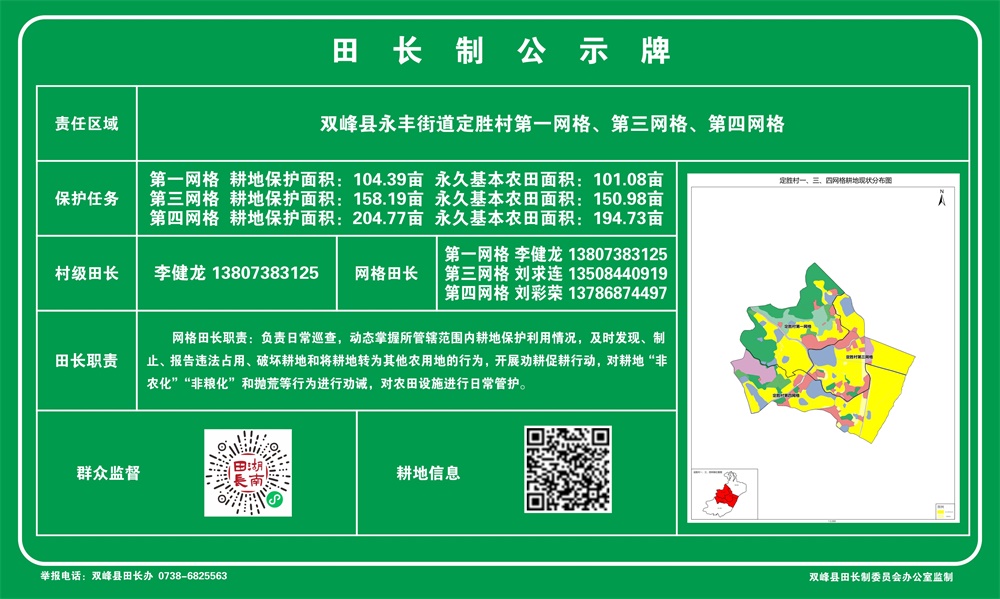 田长制公示牌
责任区域
双峰县永丰街道定胜村第一网格、第三网格、第四网格
保护任务
第一网格 耕地保护面积：104.39亩 永久基本农田面积：101.08亩
第三网格 耕地保护面积：158.19亩 永久基本农田面积：150.98亩
第四网格 耕地保护面积：204.77亩 永久基本农田面积：194.73亩
村级田长
李健龙 13807383125
网格田长
第一网格 李健龙 13807383125
第三网格 刘求连 13508440919
第四网格 刘彩荣 13786874497
田长职责
网格田长职责：负责日常巡查，动态掌握所管辖范围内耕地保护利用情况，及时发现、制
止、报告违法占用、破坏耕地和将耕地转为其他农用地的行为，开展劝耕促耕行动，对耕地“非
农化”“非粮化”和抛荒等行为进行劝诫，对农田设施进行日常管护。
群众监督
湖南田長
耕地信息
定胜村一、三、四网格耕地现状分布图
N
定胜村第一网格
定胜村第三网格
定胜村第四网格
举报电话：双峰县田长办 0738-6825563
双峰县田长制委员会办公室监制